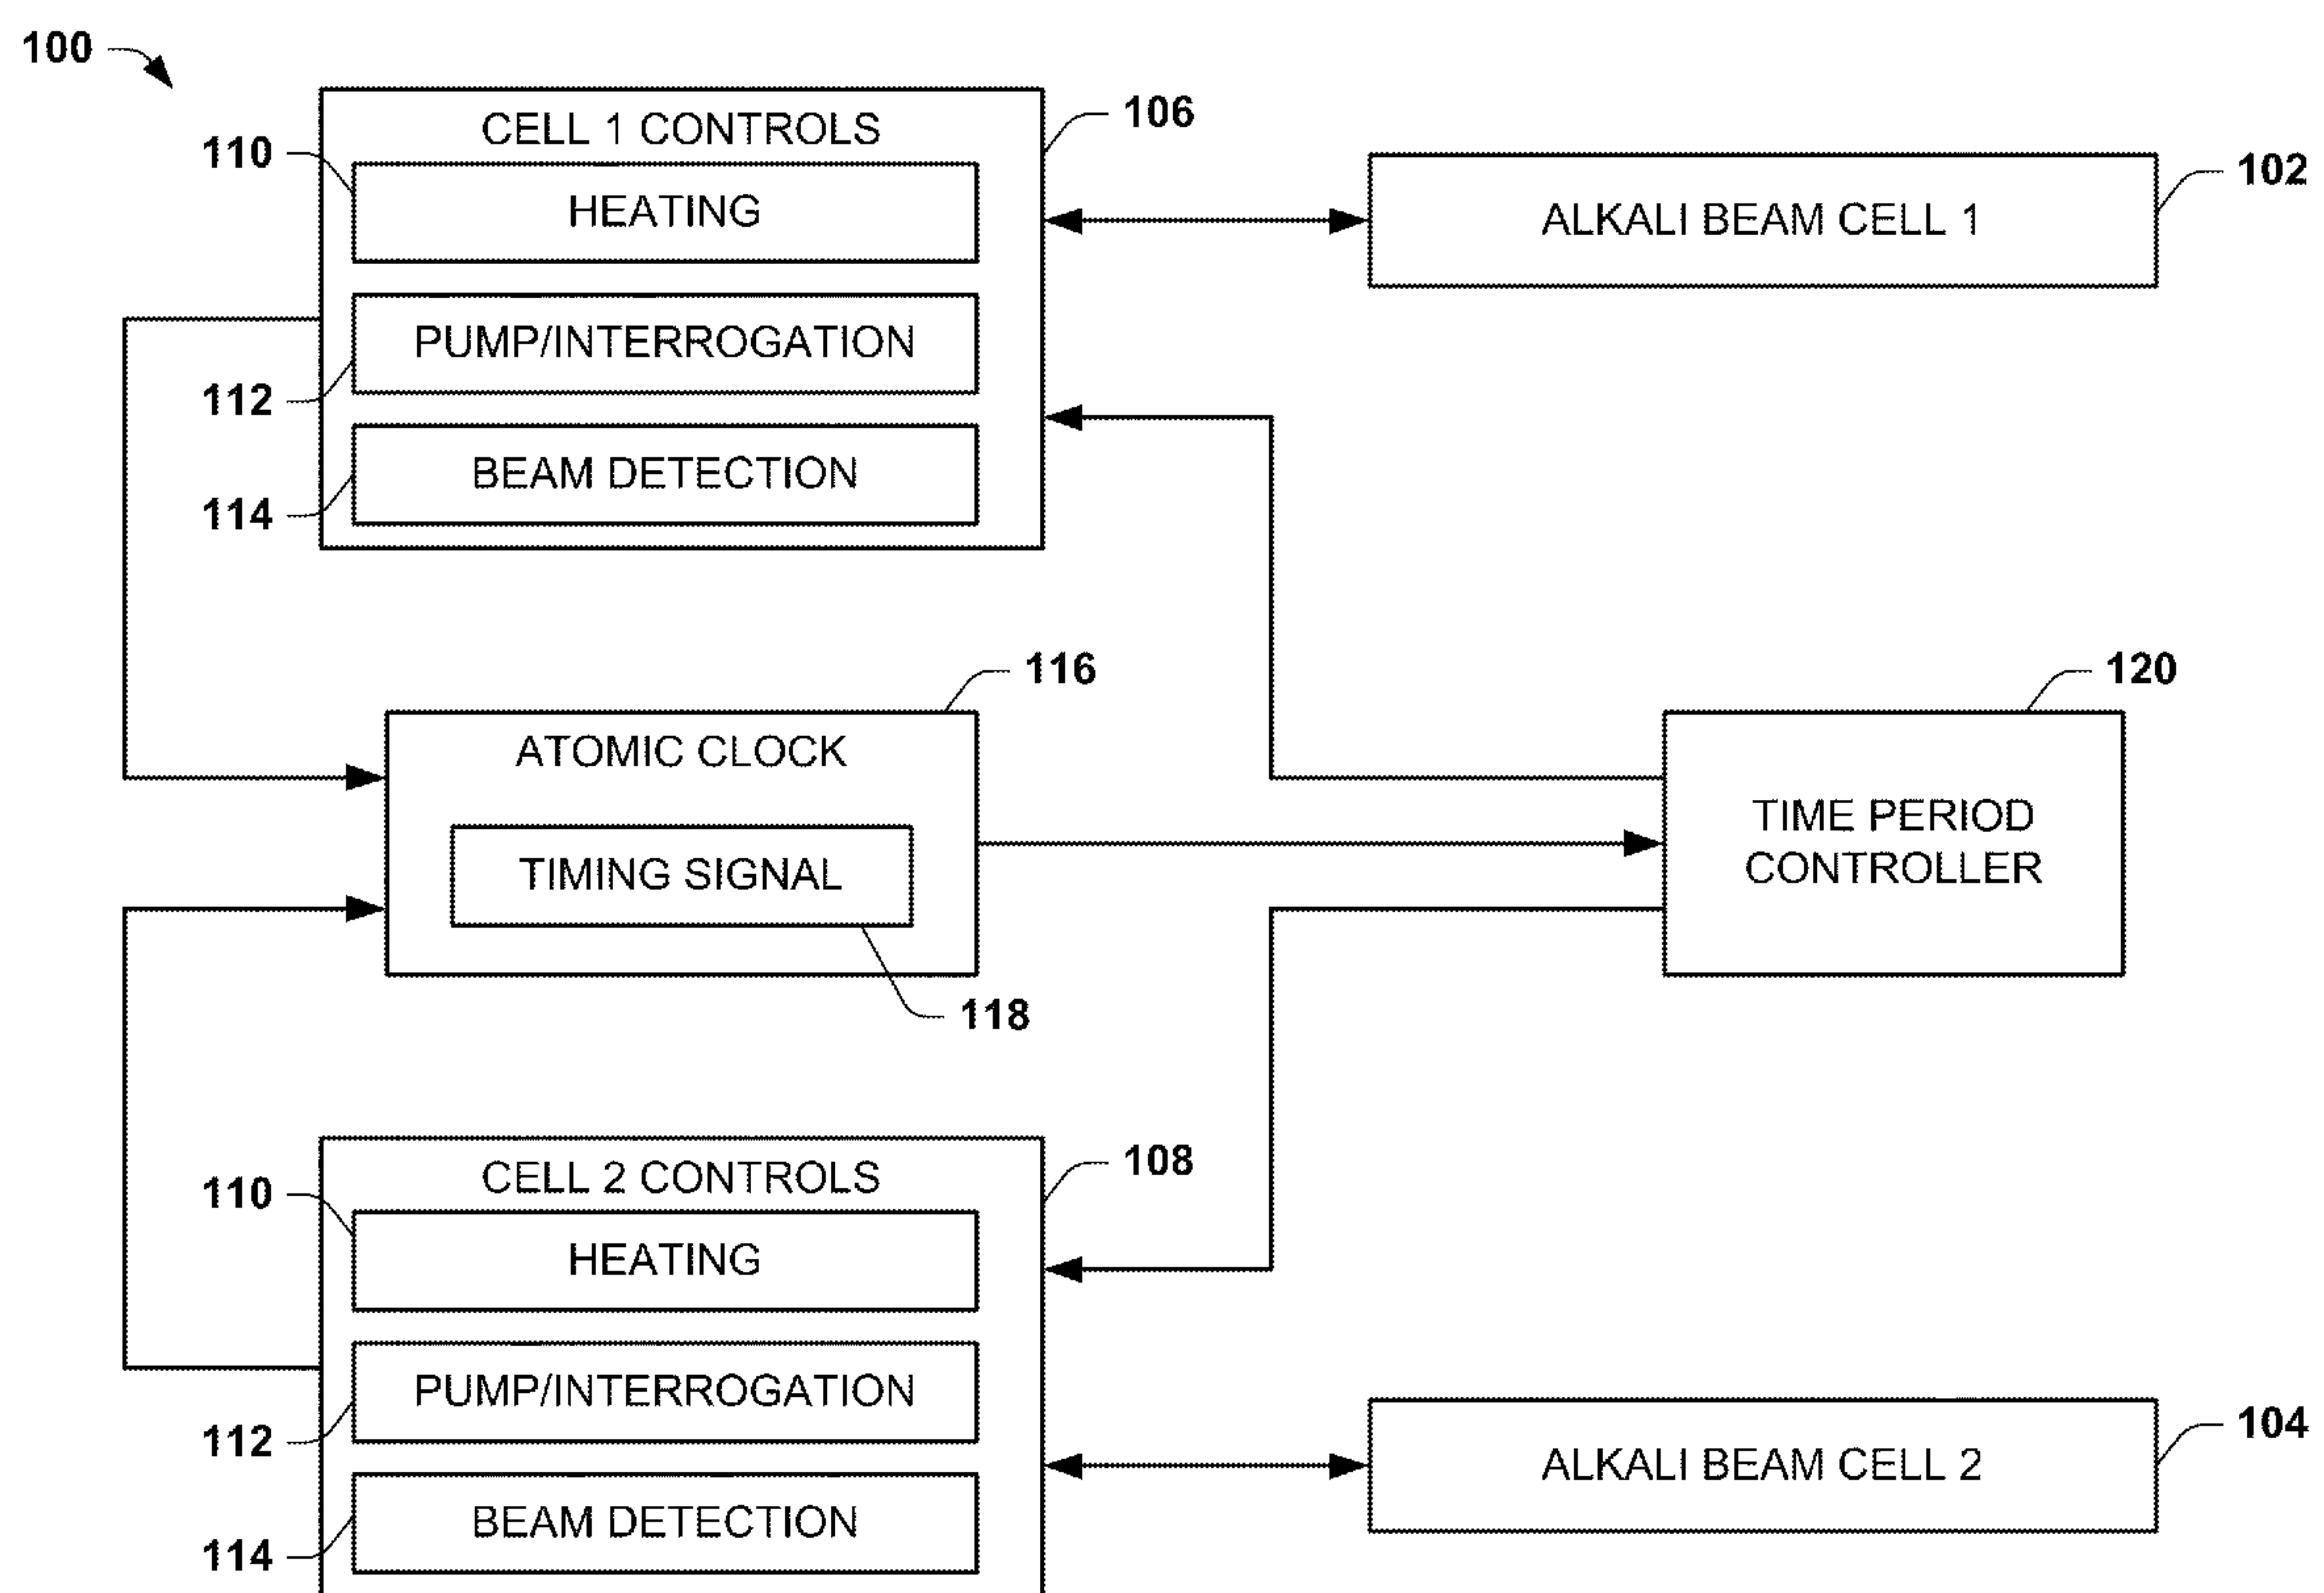 100
CELL 1 CONTROLS
106
110
HEATING
ALKALI BEAM CELL 1
102
PUMP/INTERROGATION
112
BEAM DETECTION
114
116
120
ATOMIC CLOCK
TIMING SIGNAL
TIME PERIOD
CONTROLLER
118
CELL 2 CONTROLS
108
110
HEATING
PUMP/INTERROGATION
112
ALKALI BEAM CELL 2
104
BEAM DETECTION
114